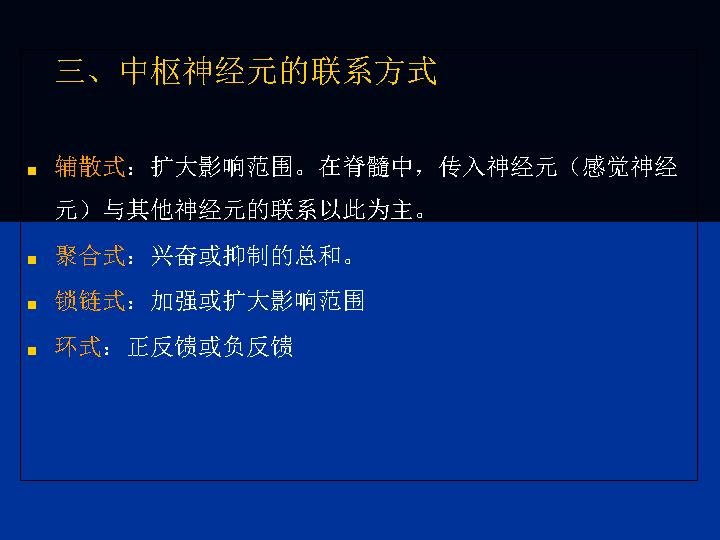 三、中枢神经元的联系方式
辅散式：扩大影响范围。在脊髓中，传入神经元（感觉神经
元）与其他神经元的联系以此为主。
聚合式：兴奋或抑制的总和。
锁链式：加强或扩大影响范围
环式：正反馈或负反馈